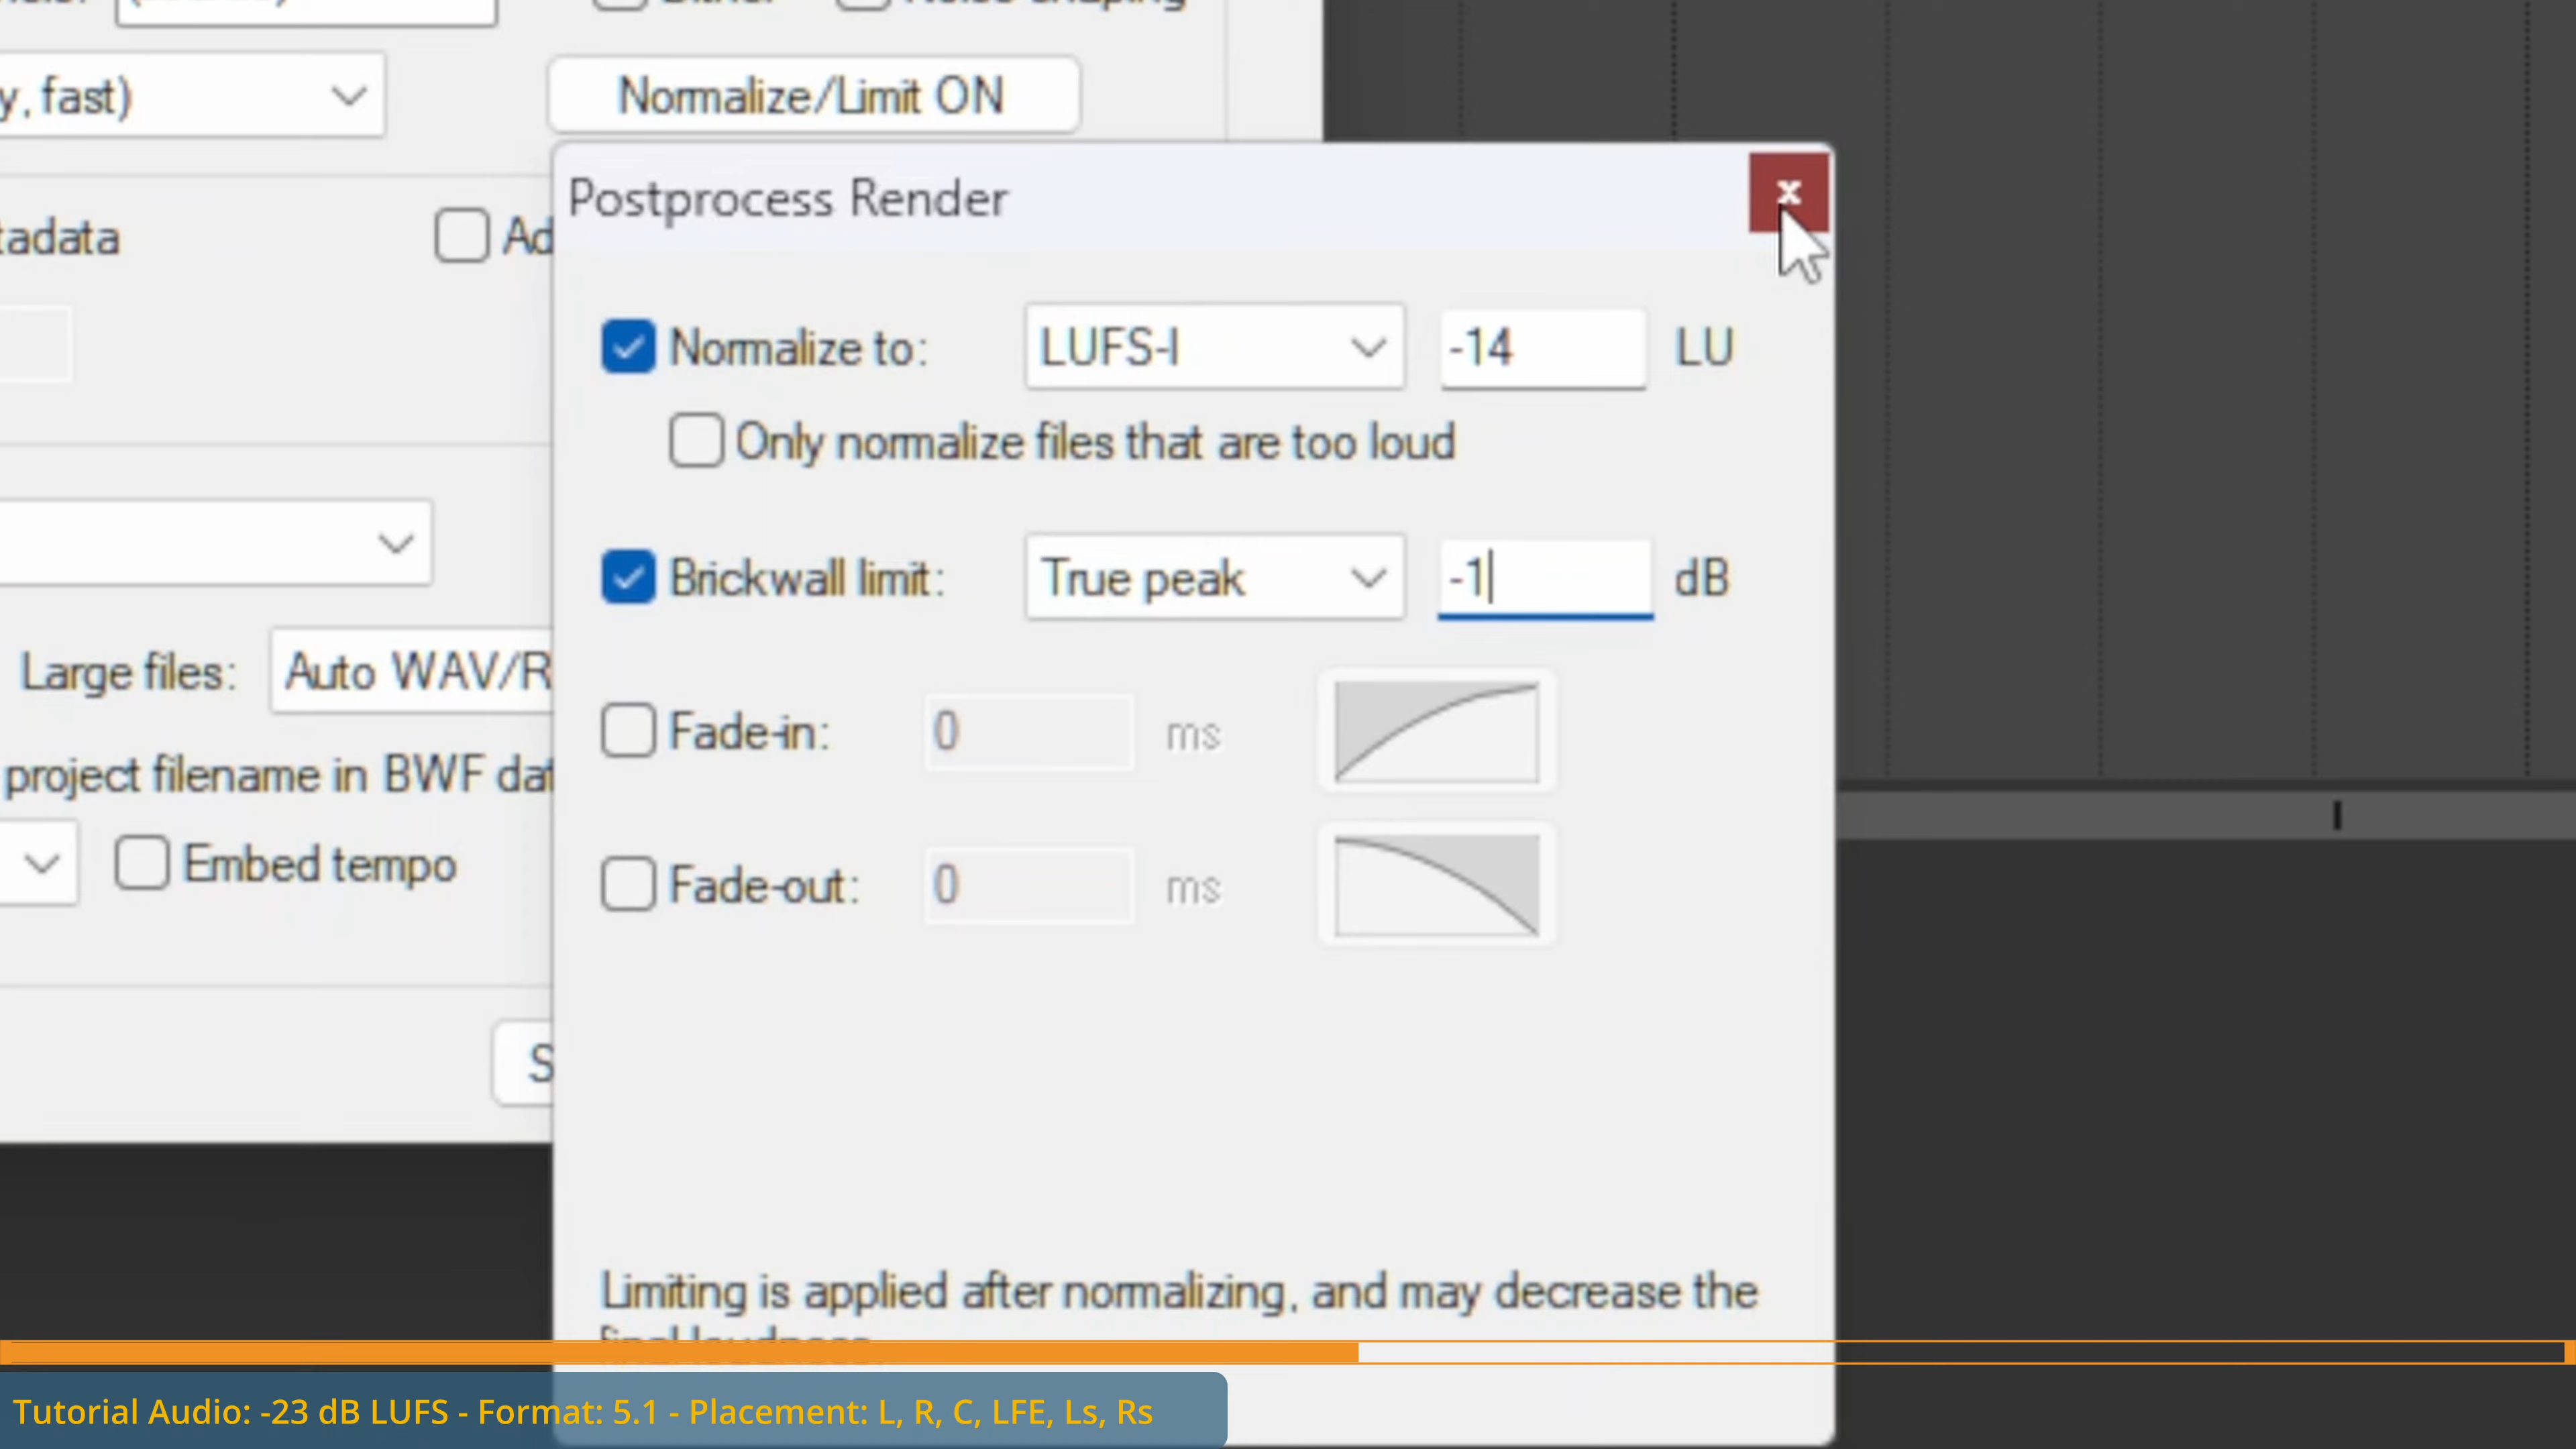 y, fast)
Normalize/Limit ON
Postprocess Render
x
tadata
Ad
Normalize to:
LUFS-I
-14
LU
Only normalize files that are too loud
Brickwall limit:
True peak
-1
dB
Large files:
Auto WAV/R
Fade-in:
0
ms
project filename in BWF dat
Embed tempo
Fade-out:
0
ms
S
Limiting is applied after normalizing, and may decrease the
final loudness.
Tutorial Audio: -23 dB LUFS - Format: 5.1 - Placement: L, R, C, LFE, Ls, Rs